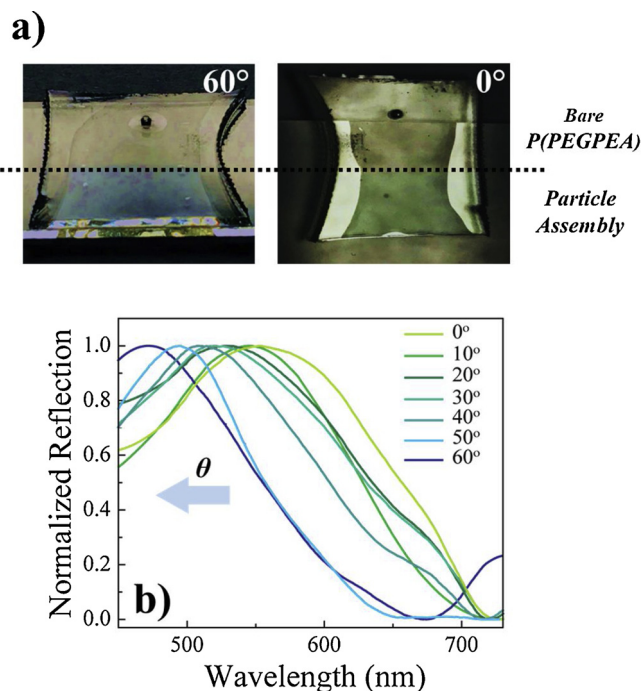 a)
60°
0°
Bare
P(PEGPEA)
Particle
Assembly
Normalized Reflection
1.0
0.8
0.6
0.4
0.2
0.0
0°
10°
20°
30°
40°
50°
60°
θ
b)
500
600
700
Wavelength (nm)